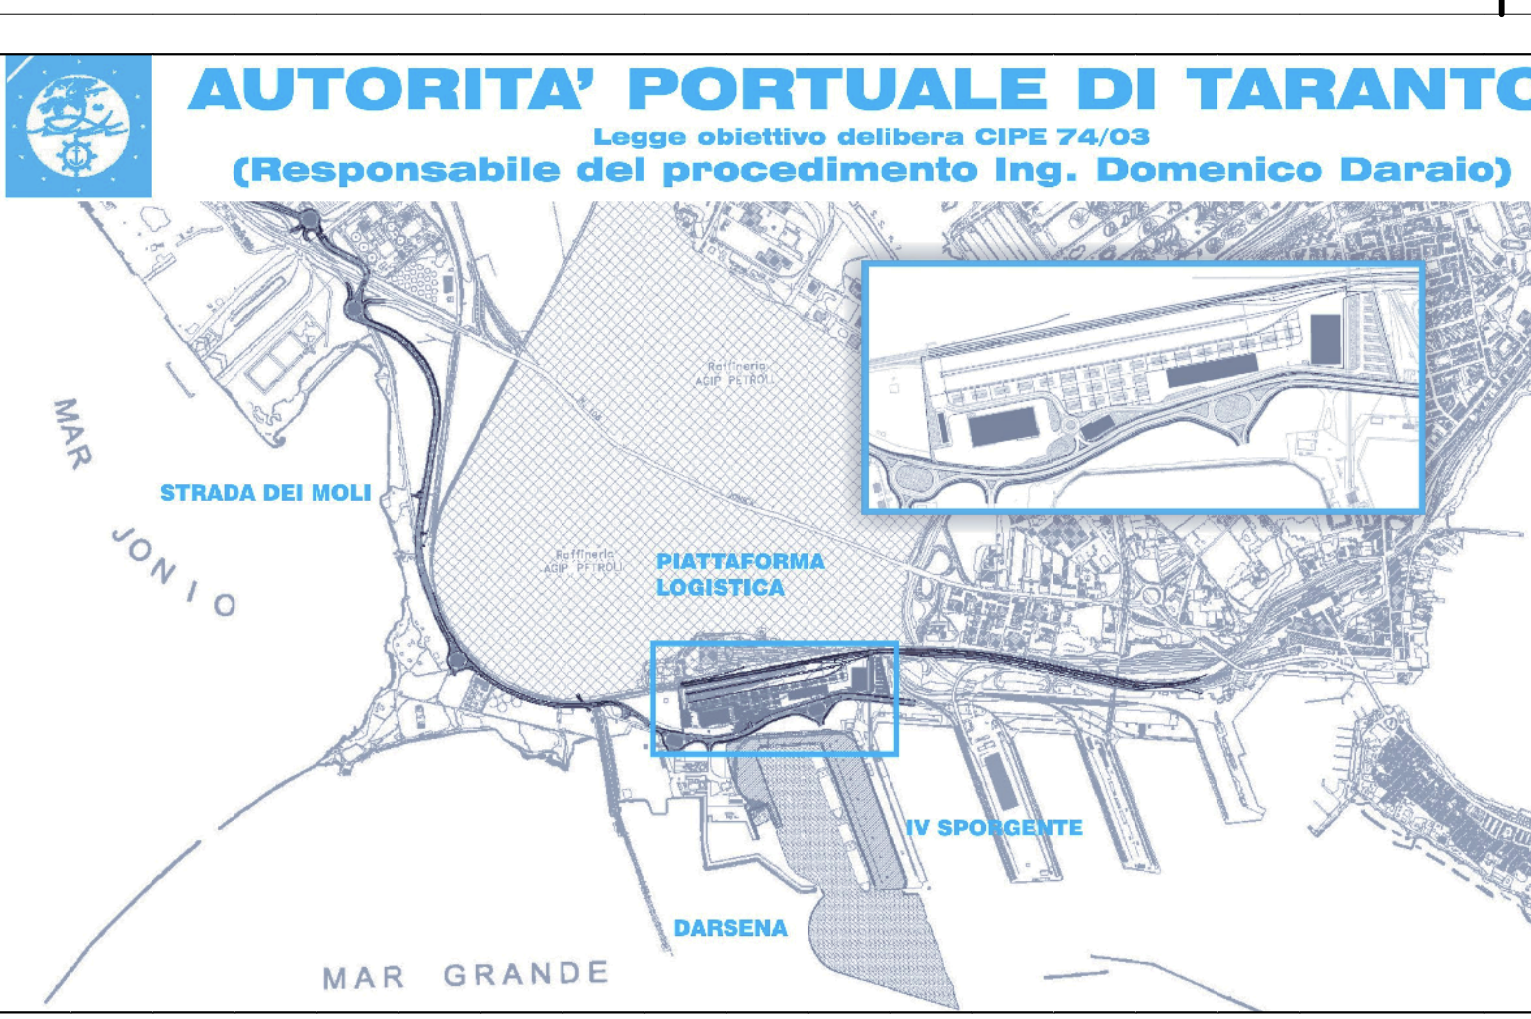 AUTORITA’ PORTUALE DI TARANTO
Legge obiettivo delibera CIPE 74/03
(Responsabile del procedimento Ing. Domenico Daraio)
Raffineria
AGIP PETROLI
MAR
JONIO
STRADA DEI MOLI
Raffineria
AGIP PETROLI
PIATTAFORMA
LOGISTICA
IV SPORGENTE
DARSENA
MAR GRANDE